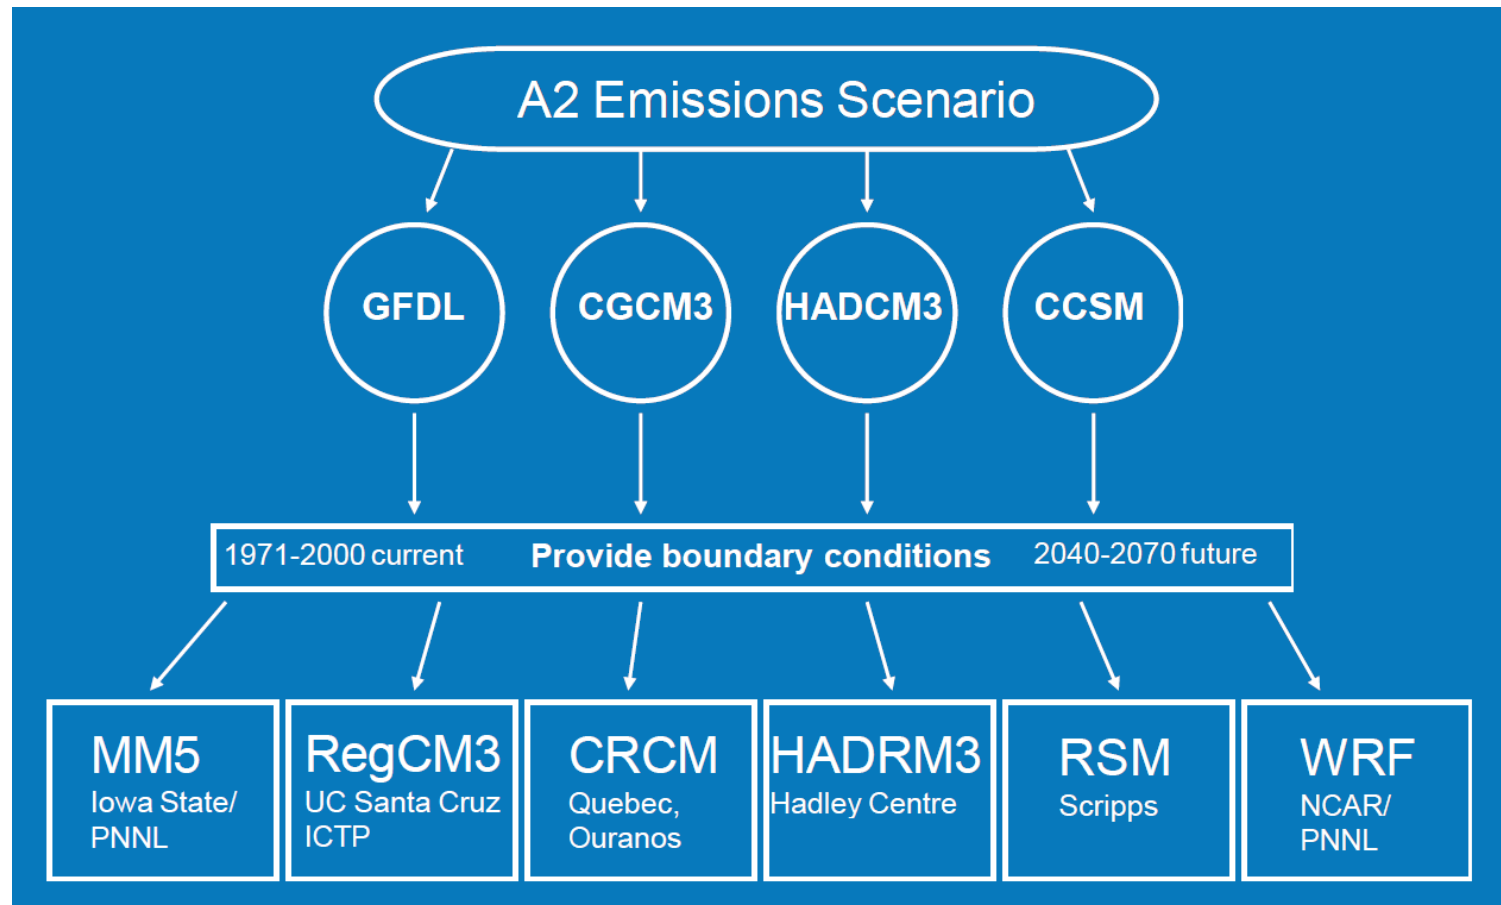 A2 Emissions Scenario
GFDL
CGCM3
HADCM3
CCSM
1971-2000 current
Provide boundary conditions
2040-2070 future
MM5
Iowa State/
PNNL
RegCM3
UC Santa Cruz
ICTP
CRCM
Quebec,
Ouranos
HADRM3
Hadley Centre
RSM
Scripps
WRF
NCAR/
PNNL